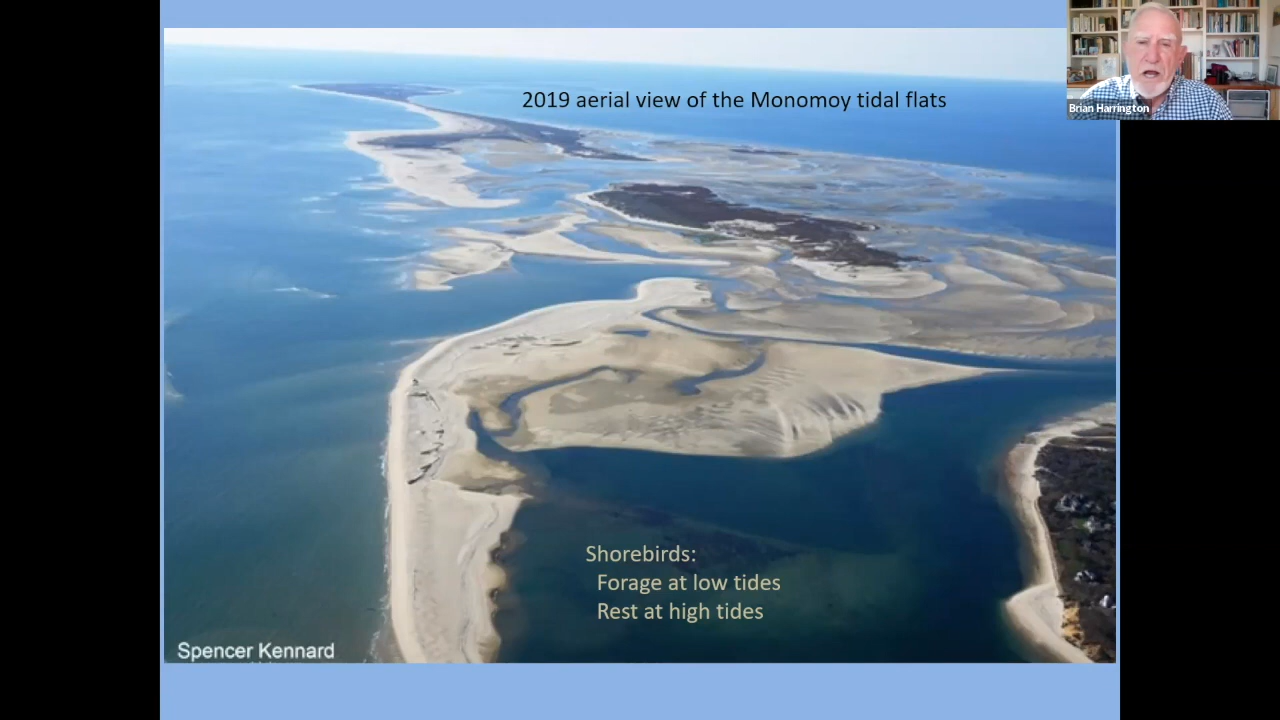 2019 aerial view of the Monomoy tidal flats
Brian Harrington
Shorebirds:
Forage at low tides
Rest at high tides
Spencer Kennard